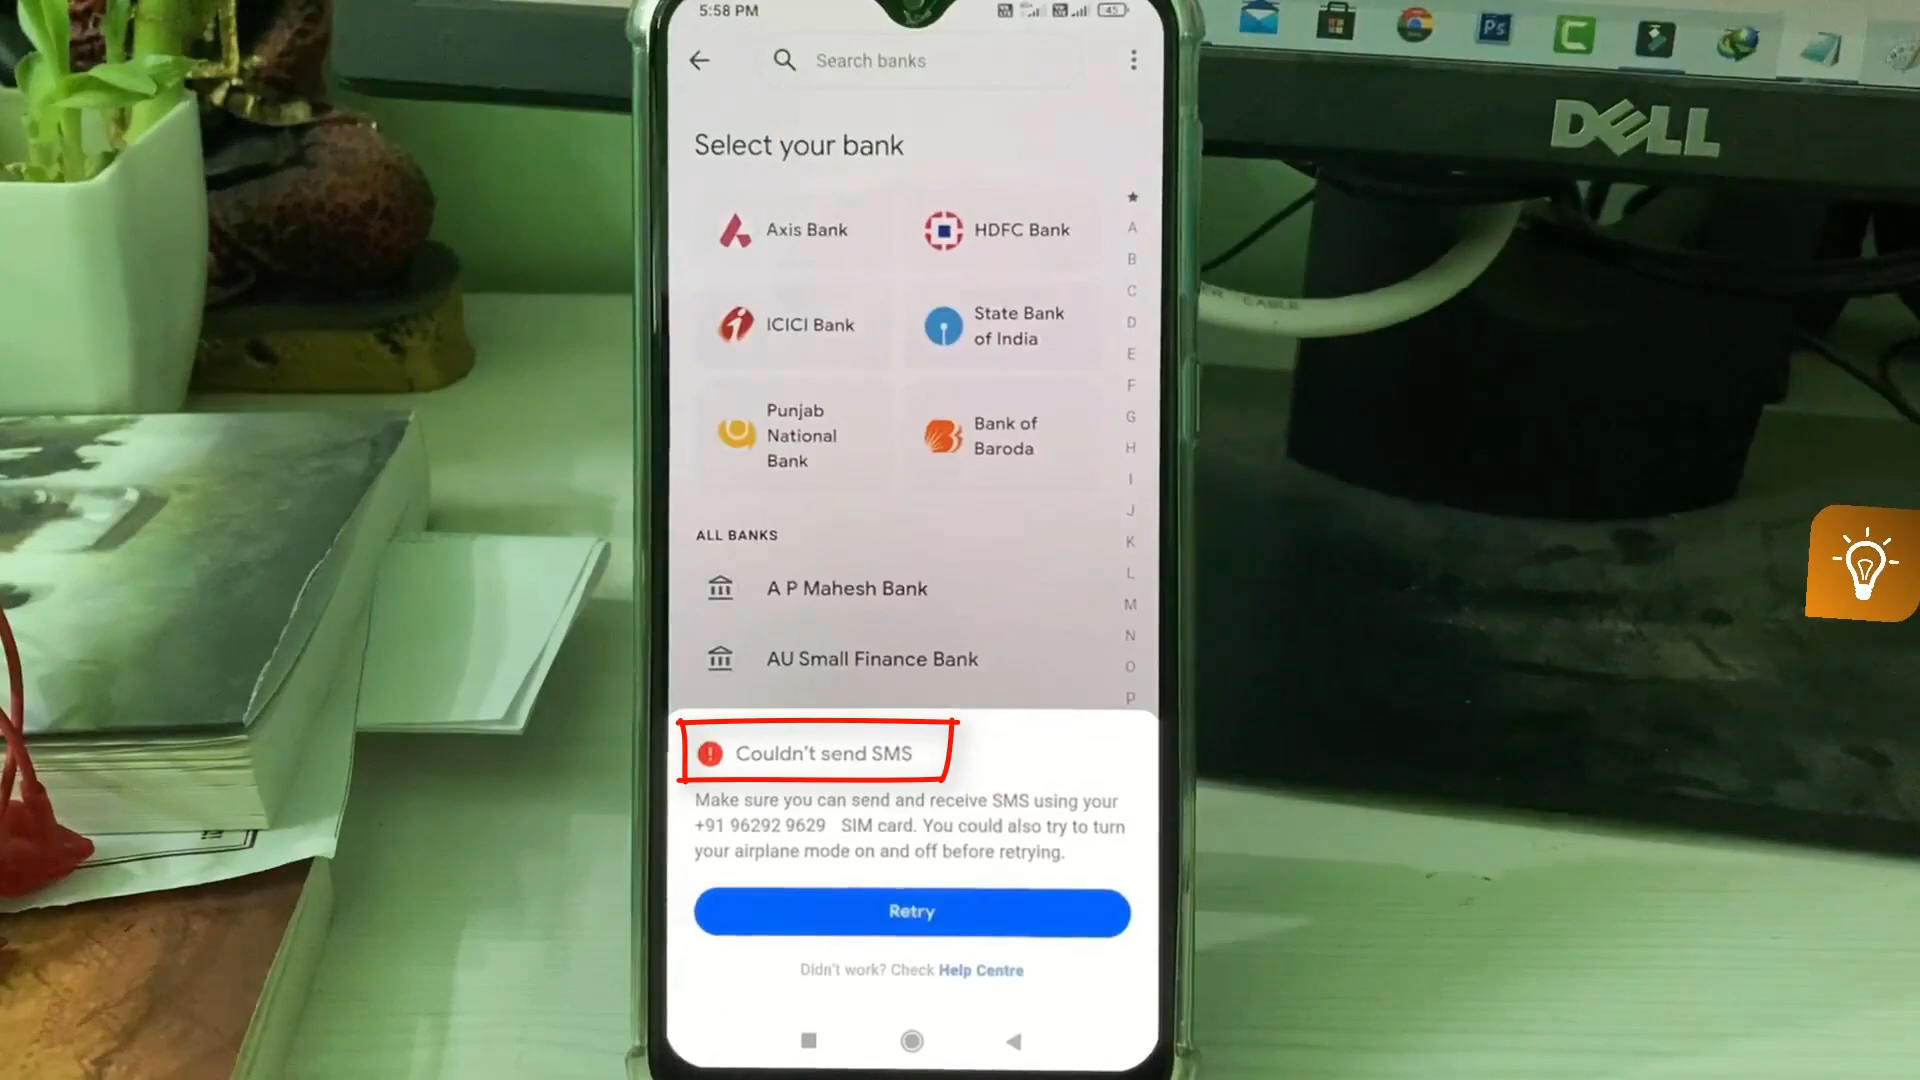 5:58 PM
45
Search banks
Select your bank
Axis Bank
HDFC Bank
ICICI Bank
State Bank
of India
Punjab
National
Bank
Bank of
Baroda
ALL BANKS
A P Mahesh Bank
AU Small Finance Bank
A
B
C
D
E
F
G
H
I
J
K
L
M
N
O
P
Couldn't send SMS
Make sure you can send and receive SMS using your
+91 96292 9629 SIM card. You could also try to turn
your airplane mode on and off before retrying.
Retry
Didn't work? Check Help Centre
Ps
DELL
CABLE